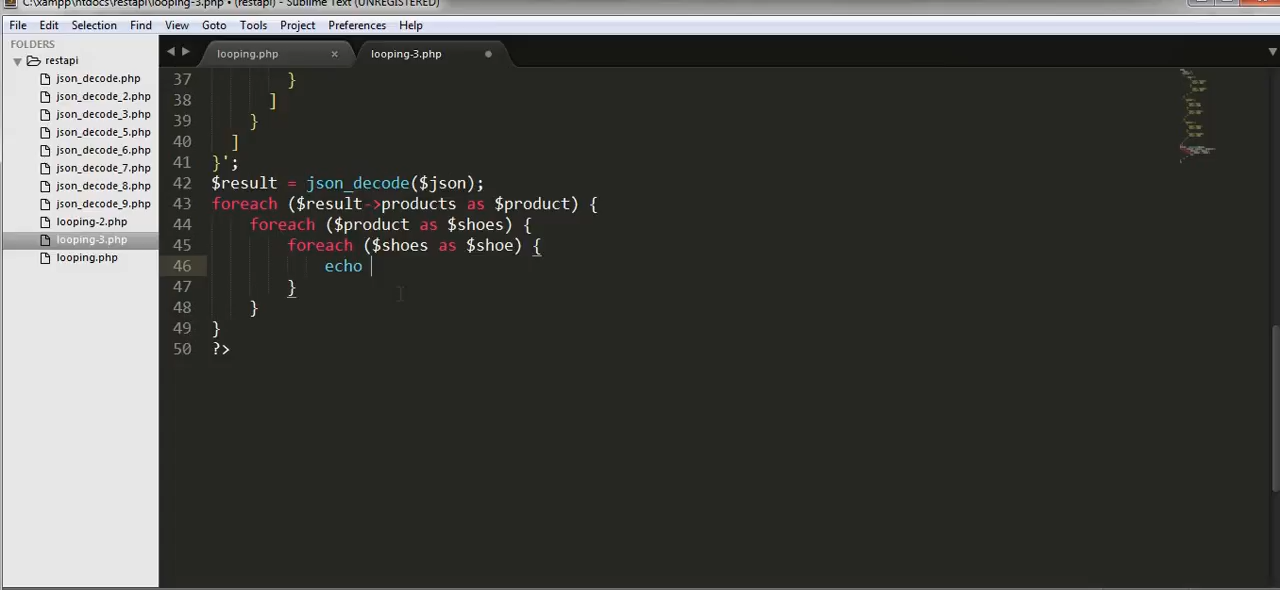 C:\xampp\htdocs\restapi\looping-3.php • (restapi) - Sublime Text (UNREGISTERED)
File Edit Selection Find View Goto Tools Project Preferences Help
FOLDERS
restapi
json_decode.php
json_decode_2.php
json_decode_3.php
json_decode_5.php
json_decode_6.php
json_decode_7.php
json_decode_8.php
json_decode_9.php
looping-2.php
looping-3.php
looping.php
looping.php looping-3.php
37 }
38 ]
39 }
40 ]
41 }';
42 $result = json_decode($json);
43 foreach ($result->products as $product) {
44 foreach ($product as $shoes) {
45 foreach ($shoes as $shoe) {
46 echo
47 }
48 }
49 }
50 ?>